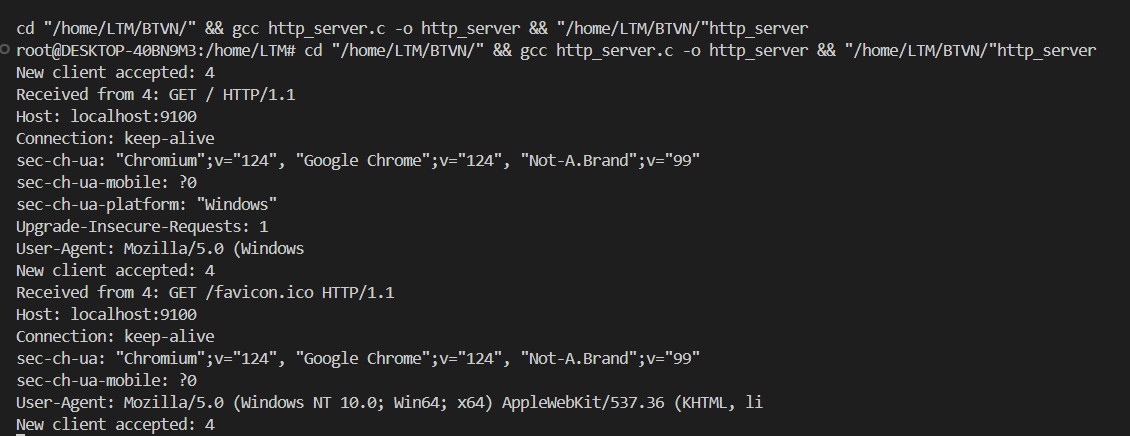 cd "/home/LTM/BTVN/" && gcc http_server.c -o http_server && "/home/LTM/BTVN/"http_server
root@DESKTOP-40BN9M3:/home/LTM# cd "/home/LTM/BTVN/" && gcc http_server.c -o http_server && "/home/LTM/BTVN/"http_server
New client accepted: 4
Received from 4: GET / HTTP/1.1
Host: localhost:9100
Connection: keep-alive
sec-ch-ua: "Chromium";v="124", "Google Chrome";v="124", "Not-A.Brand";v="99"
sec-ch-ua-mobile: ?0
sec-ch-ua-platform: "Windows"
Upgrade-Insecure-Requests: 1
User-Agent: Mozilla/5.0 (Windows
New client accepted: 4
Received from 4: GET /favicon.ico HTTP/1.1
Host: localhost:9100
Connection: keep-alive
sec-ch-ua: "Chromium";v="124", "Google Chrome";v="124", "Not-A.Brand";v="99"
sec-ch-ua-mobile: ?0
User-Agent: Mozilla/5.0 (Windows NT 10.0; Win64; x64) AppleWebKit/537.36 (KHTML, li
New client accepted: 4